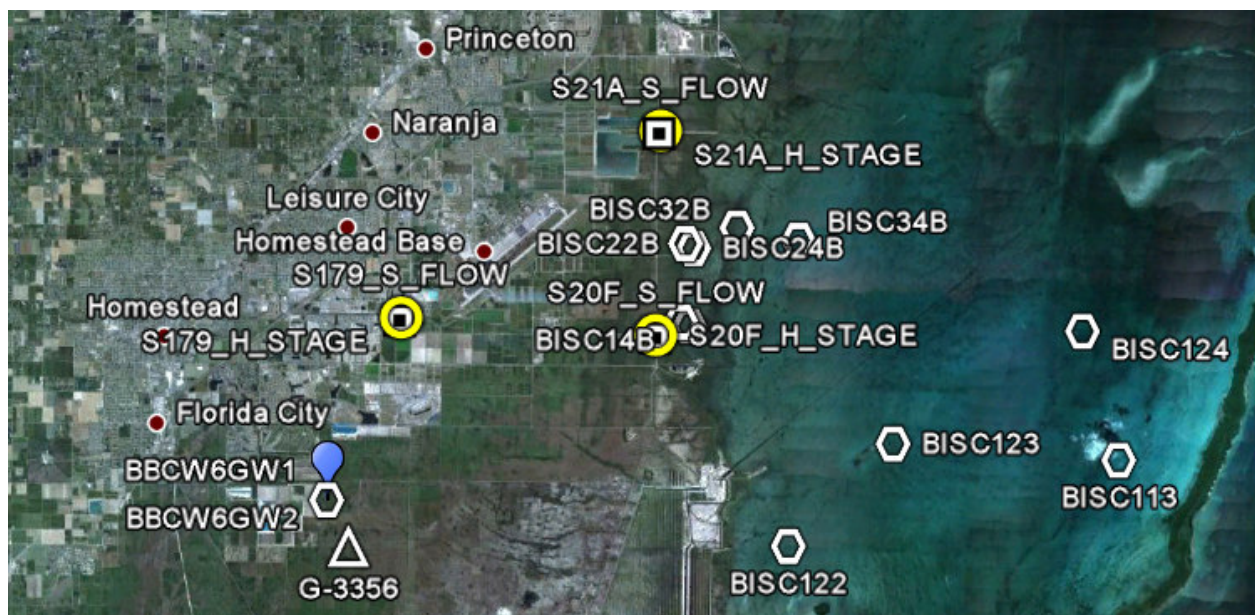 Princeton
S21A_S_FLOW
Naranja
S21A_H_STAGE
Leisure City
BISC32B
BISC34B
Homestead Base
BISC22B
BISC24B
S179_S_FLOW
S20F_S_FLOW
Homestead
S179_H_STAGE
BISC14B
S20F_H_STAGE
BISC124
Florida City
BISC123
BBCW6GW1
BISC113
BBCW6GW2
BISC122
G-3356